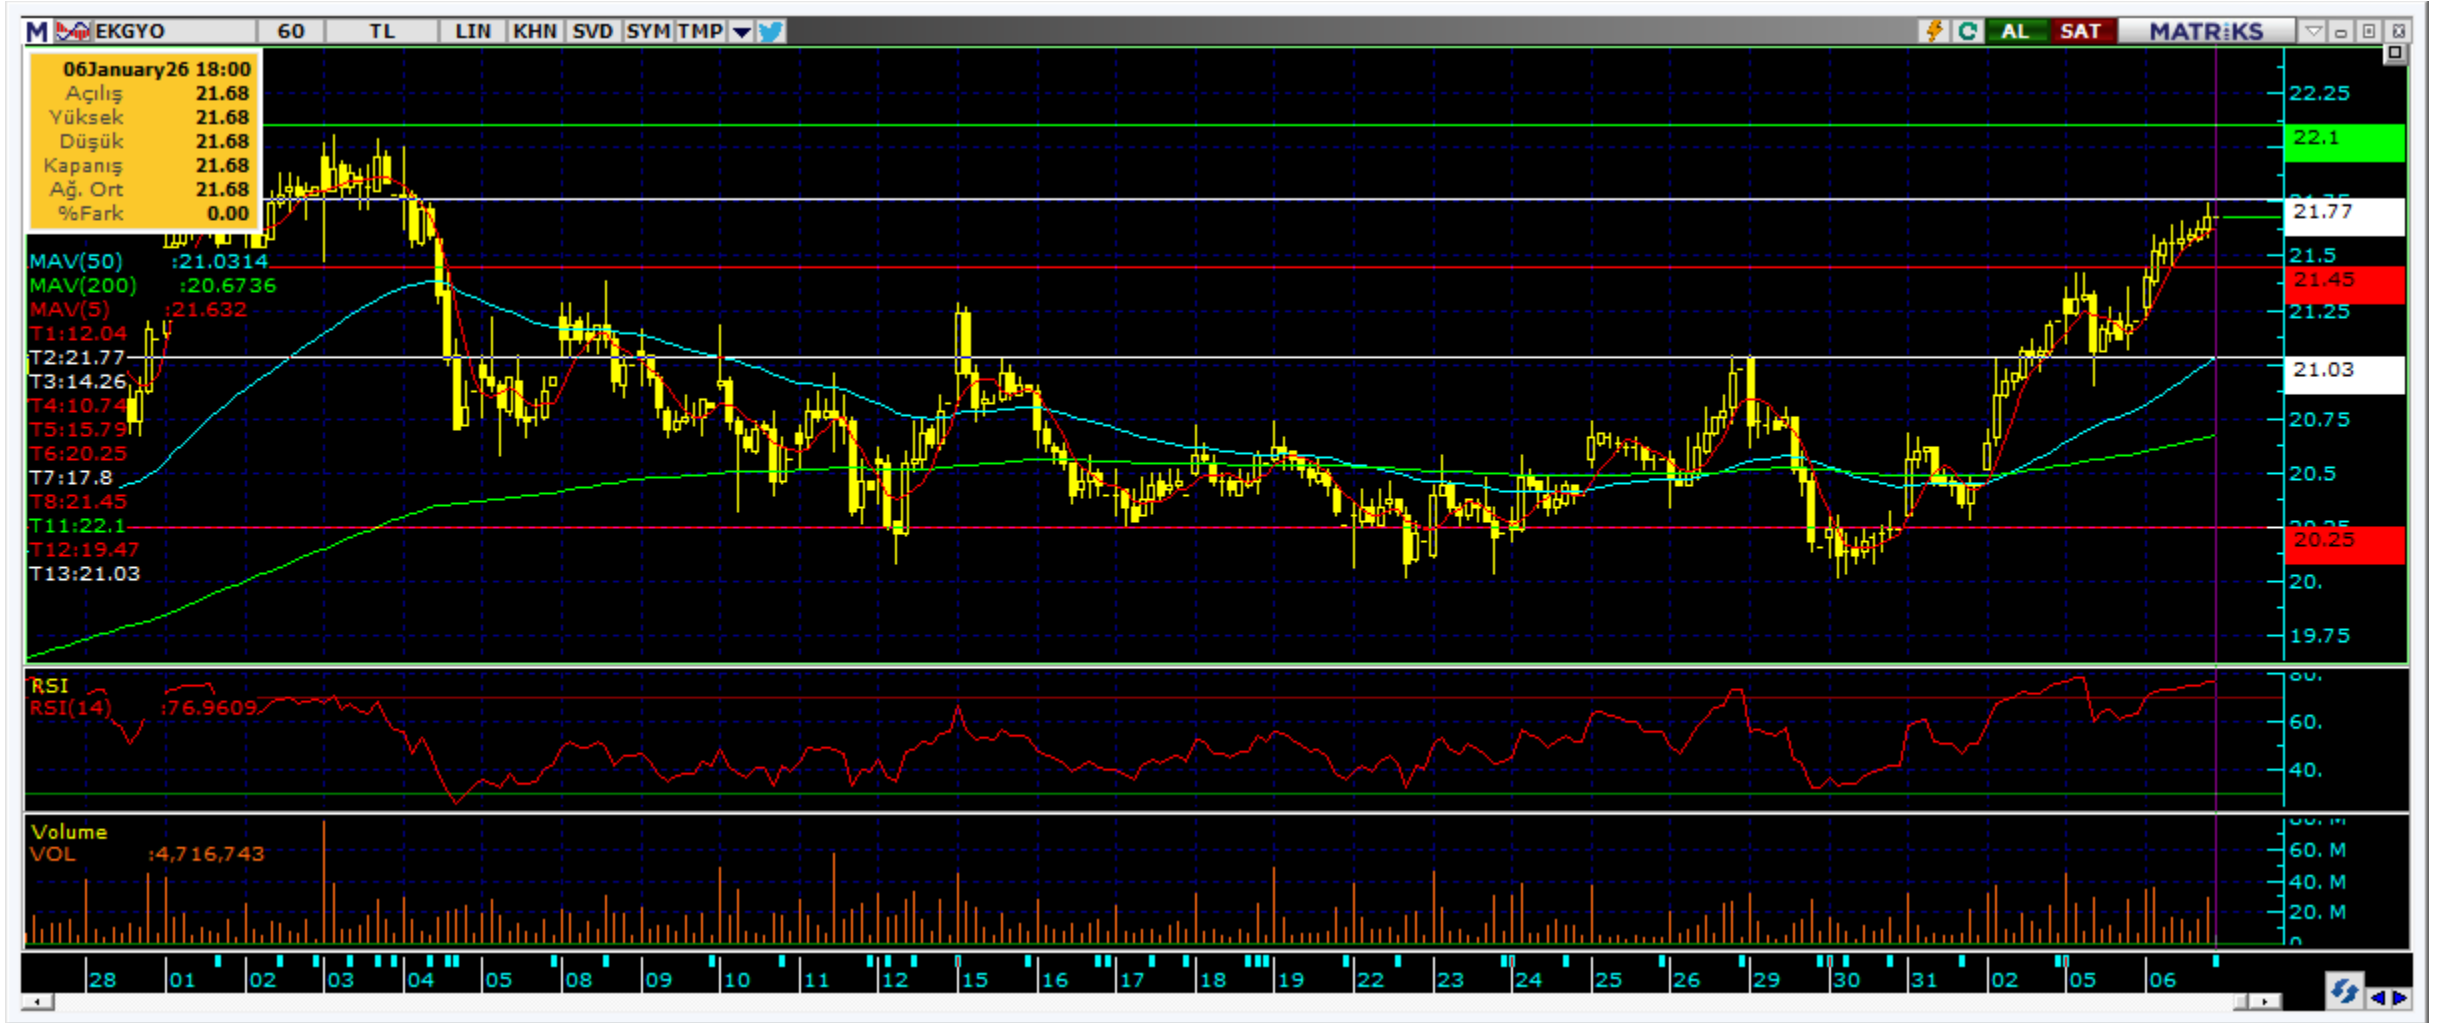 M EKGYO 60 TL LIN KHN SVD SYM TMP AL SAT MATRİKS
06January26 18:00
Açılış 21.68
Yüksek 21.68
Düşük 21.68
Kapanış 21.68
Ağ. Ort 21.68
%Fark 0.00
MAV(50) :21.0314
MAV(200) :20.6736
MAV(5) :21.632
T1:12.04
T2:21.77
T3:14.26
T4:10.74
T5:15.79
T6:20.25
T7:17.8
T8:21.45
T11:22.1
T12:19.47
T13:21.03
22.25
22.1
21.77
21.5
21.45
21.25
21.03
20.75
20.5
20.25
20.25
20.
19.75
RSI
RSI(14) :76.9609
80.
60.
40.
Volume
VOL :4,716,743
60. M
40. M
20. M
0
28 01 02 03 04 05 08 09 10 11 12 15 16 17 18 19 22 23 24 25 26 29 30 31 02 05 06